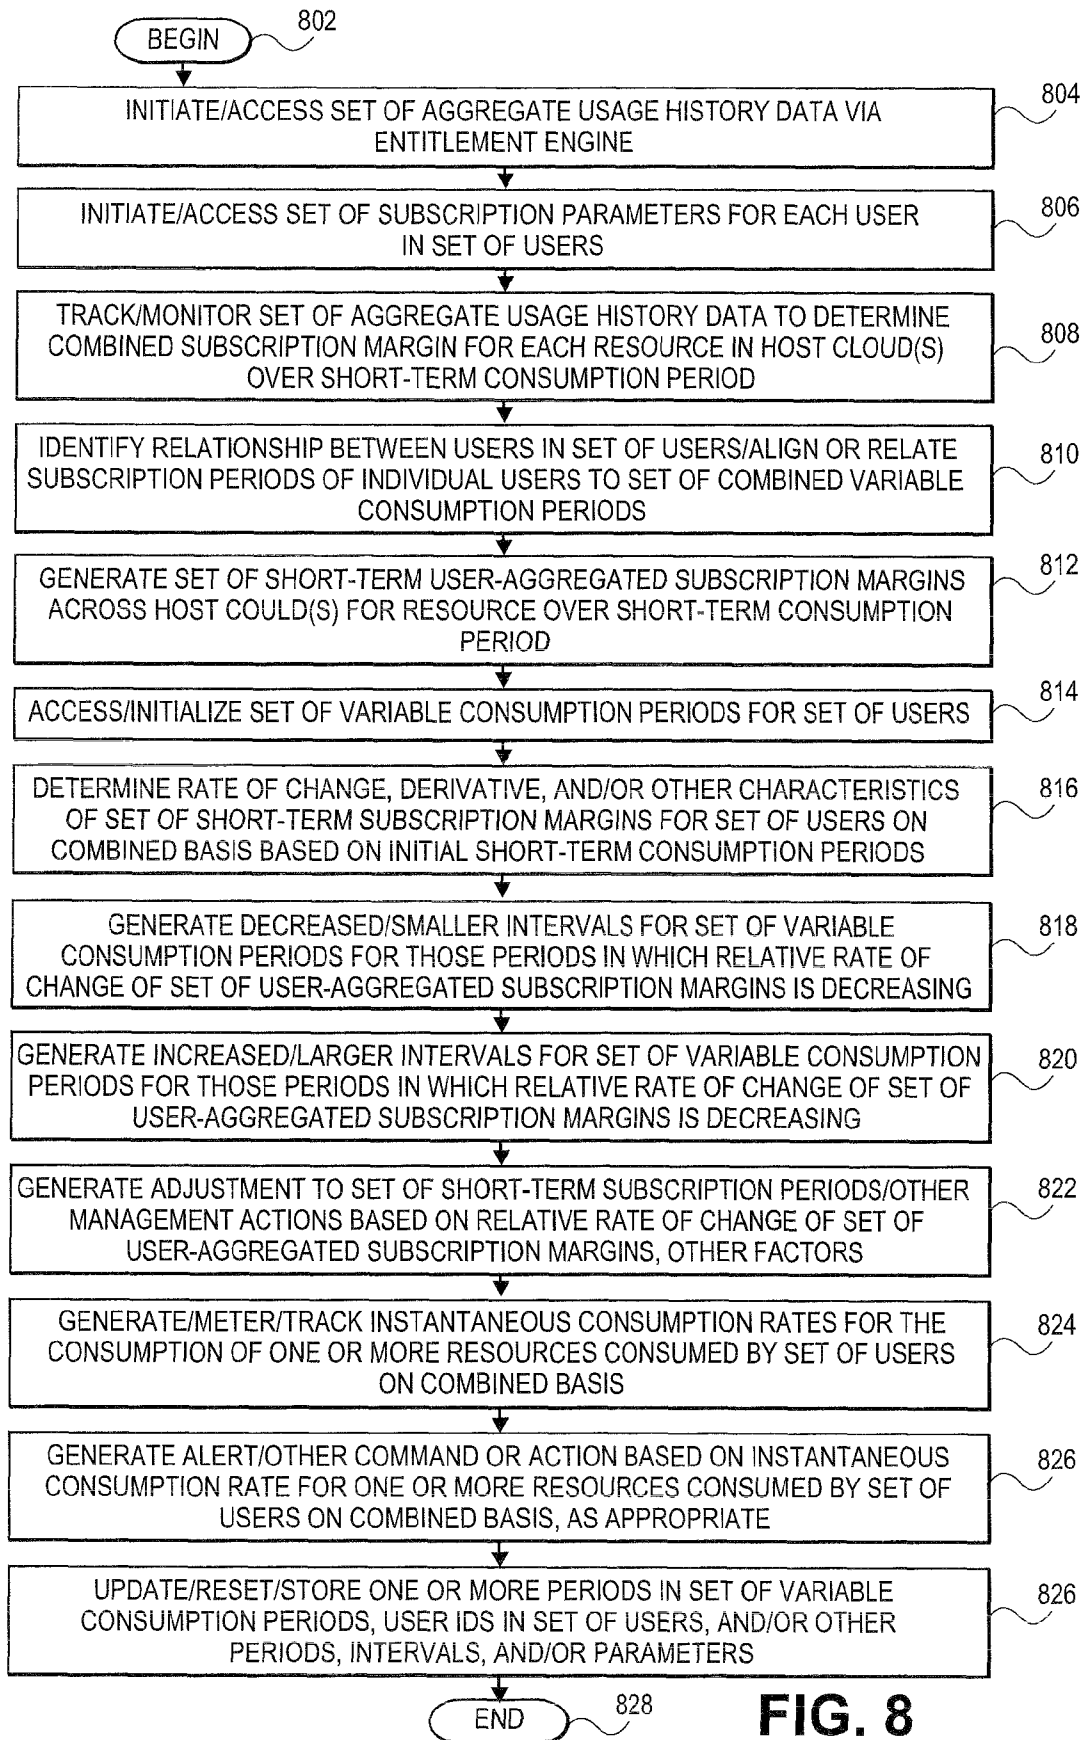 BEGIN
802
INITIATE/ACCESS SET OF AGGREGATE USAGE HISTORY DATA VIA
ENTITLEMENT ENGINE
804
INITIATE/ACCESS SET OF SUBSCRIPTION PARAMETERS FOR EACH USER
IN SET OF USERS
806
TRACK/MONITOR SET OF AGGREGATE USAGE HISTORY DATA TO DETERMINE
COMBINED SUBSCRIPTION MARGIN FOR EACH RESOURCE IN HOST CLOUD(S)
OVER SHORT-TERM CONSUMPTION PERIOD
808
IDENTIFY RELATIONSHIP BETWEEN USERS IN SET OF USERS/ALIGN OR RELATE
SUBSCRIPTION PERIODS OF INDIVIDUAL USERS TO SET OF COMBINED VARIABLE
CONSUMPTION PERIODS
810
GENERATE SET OF SHORT-TERM USER-AGGREGATED SUBSCRIPTION MARGINS
ACROSS HOST COULD(S) FOR RESOURCE OVER SHORT-TERM CONSUMPTION
PERIOD
812
ACCESS/INITIALIZE SET OF VARIABLE CONSUMPTION PERIODS FOR SET OF USERS
814
DETERMINE RATE OF CHANGE, DERIVATIVE, AND/OR OTHER CHARACTERISTICS
OF SET OF SHORT-TERM SUBSCRIPTION MARGINS FOR SET OF USERS ON
COMBINED BASIS BASED ON INITIAL SHORT-TERM CONSUMPTION PERIODS
816
GENERATE DECREASED/SMALLER INTERVALS FOR SET OF VARIABLE
CONSUMPTION PERIODS FOR THOSE PERIODS IN WHICH RELATIVE RATE OF
CHANGE OF SET OF USER-AGGREGATED SUBSCRIPTION MARGINS IS DECREASING
818
GENERATE INCREASED/LARGER INTERVALS FOR SET OF VARIABLE CONSUMPTION
PERIODS FOR THOSE PERIODS IN WHICH RELATIVE RATE OF CHANGE OF SET OF
USER-AGGREGATED SUBSCRIPTION MARGINS IS DECREASING
820
GENERATE ADJUSTMENT TO SET OF SHORT-TERM SUBSCRIPTION PERIODS/OTHER
MANAGEMENT ACTIONS BASED ON RELATIVE RATE OF CHANGE OF SET OF
USER-AGGREGATED SUBSCRIPTION MARGINS, OTHER FACTORS
822
GENERATE/METER/TRACK INSTANTANEOUS CONSUMPTION RATES FOR THE
CONSUMPTION OF ONE OR MORE RESOURCES CONSUMED BY SET OF USERS
ON COMBINED BASIS
824
GENERATE ALERT/OTHER COMMAND OR ACTION BASED ON INSTANTANEOUS
CONSUMPTION RATE FOR ONE OR MORE RESOURCES CONSUMED BY SET OF
USERS ON COMBINED BASIS, AS APPROPRIATE
826
UPDATE/RESET/STORE ONE OR MORE PERIODS IN SET OF VARIABLE
CONSUMPTION PERIODS, USER IDS IN SET OF USERS, AND/OR OTHER
PERIODS, INTERVALS, AND/OR PARAMETERS
826
END
828
FIG. 8